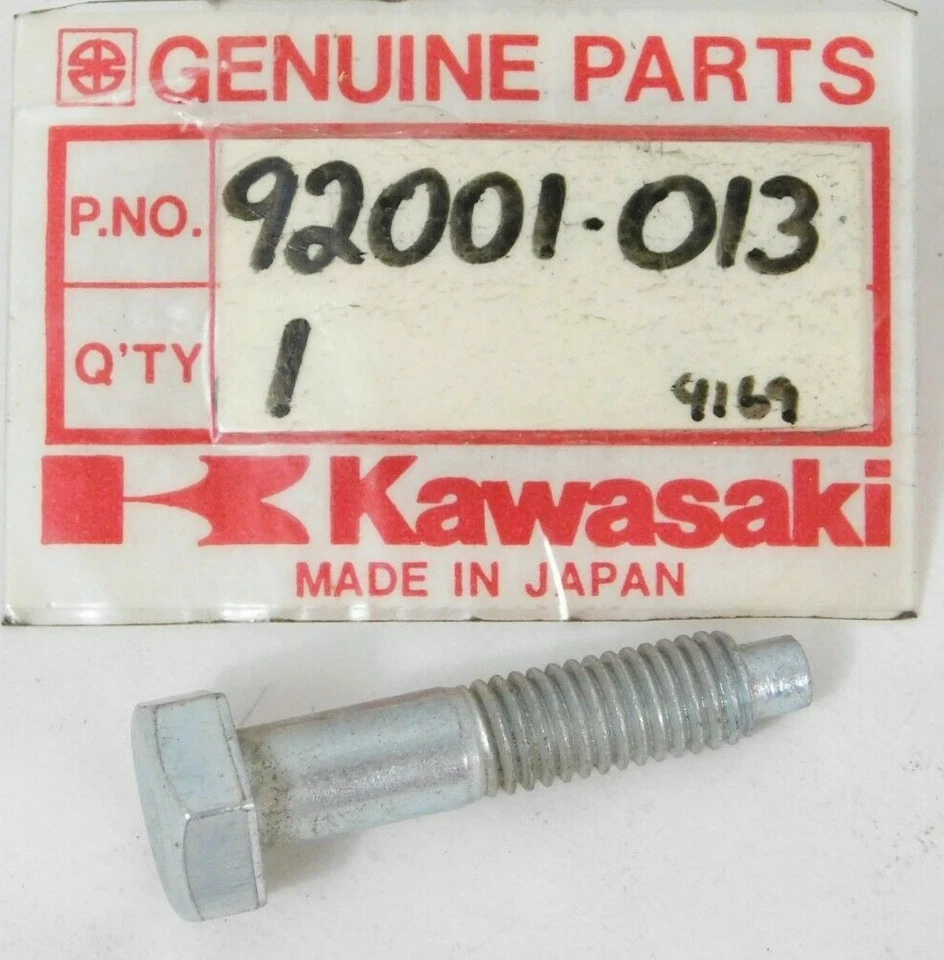 GENUINE PARTS
P.NO. 92001-013
Q'TY 1 4169
Kawasaki
MADE IN JAPAN